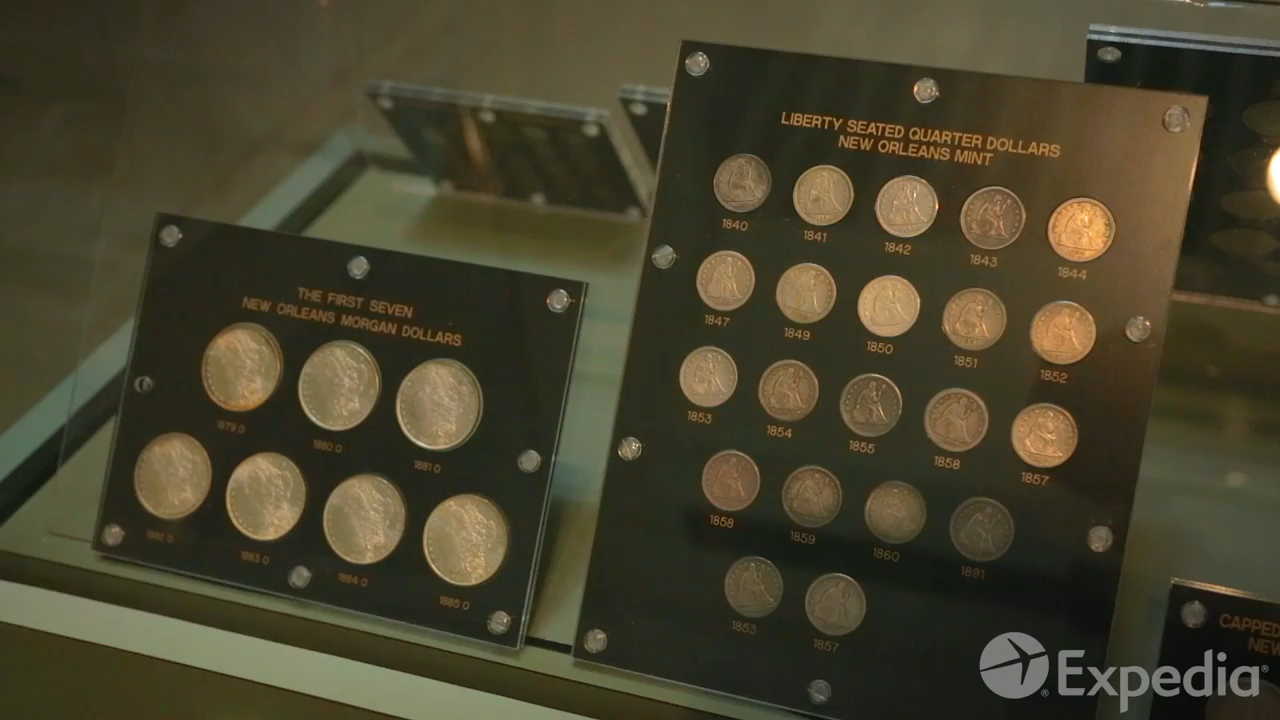 THE FIRST SEVEN
NEW ORLEANS MORGAN DOLLARS
1879 O
1880 O
1881 O
1882 O
1883 O
1884 O
1885 O
LIBERTY SEATED QUARTER DOLLARS
NEW ORLEANS MINT
1840
1841
1842
1843
1844
1847
1849
1850
1851
1852
1853
1854
1855
1858
1857
1858
1859
1860
1891
1853
1857
CAPPED
NEW
Expedia